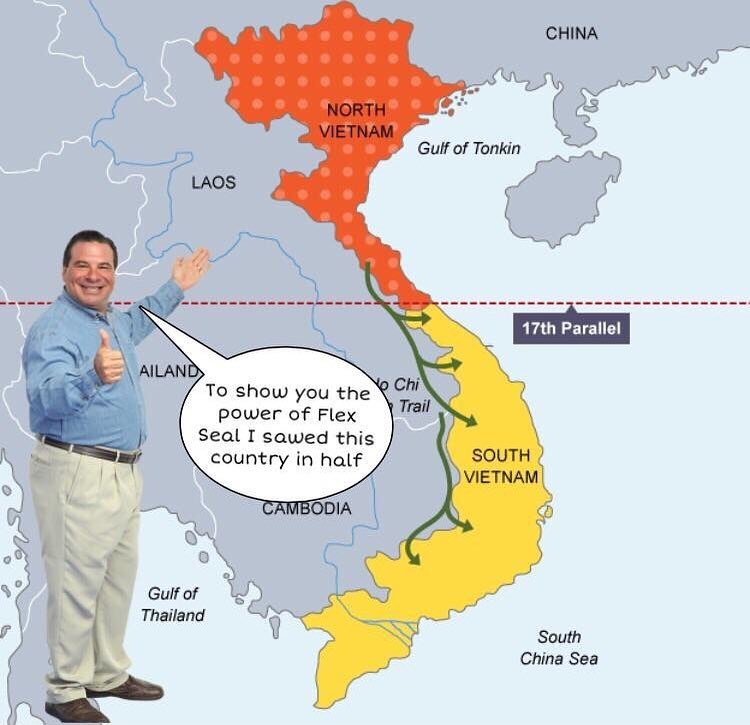 CHINA
NORTH
VIETNAM
Gulf of Tonkin
LAOS
17th Parallel
AILAND
To show you the
power of Flex
Seal I sawed this
country in half
Chi
Trail
SOUTH
VIETNAM
CAMBODIA
Gulf of
Thailand
South
China Sea